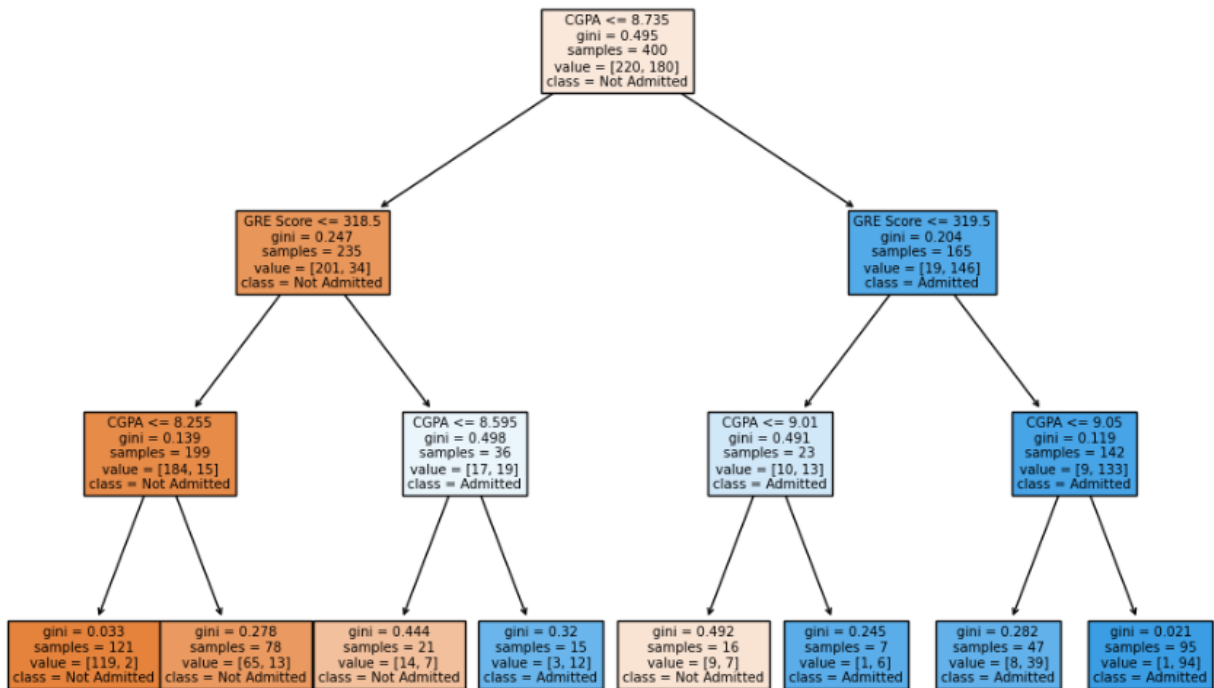 CGPA <= 8.735
gini = 0.495
samples = 400
value = [220, 180]
class = Not Admitted
GRE Score <= 318.5
gini = 0.247
samples = 235
value = [201, 34]
class = Not Admitted
GRE Score <= 319.5
gini = 0.204
samples = 165
value = [19, 146]
class = Admitted
CGPA <= 8.255
gini = 0.139
samples = 199
value = [184, 15]
class = Not Admitted
CGPA <= 8.595
gini = 0.498
samples = 36
value = [17, 19]
class = Admitted
CGPA <= 9.01
gini = 0.491
samples = 23
value = [10, 13]
class = Admitted
CGPA <= 9.05
gini = 0.119
samples = 142
value = [9, 133]
class = Admitted
gini = 0.033
samples = 121
value = [119, 2]
class = Not Admitted
gini = 0.278
samples = 78
value = [65, 13]
class = Not Admitted
gini = 0.444
samples = 21
value = [14, 7]
class = Not Admitted
gini = 0.32
samples = 15
value = [3, 12]
class = Admitted
gini = 0.492
samples = 16
value = [9, 7]
class = Not Admitted
gini = 0.245
samples = 7
value = [1, 6]
class = Admitted
gini = 0.282
samples = 47
value = [8, 39]
class = Admitted
gini = 0.021
samples = 95
value = [1, 94]
class = Admitted